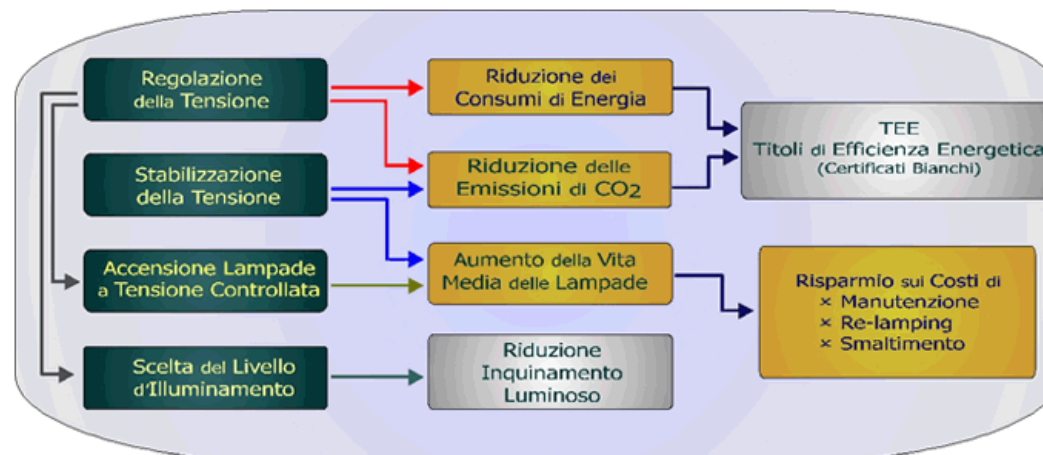 Regolazione
della Tensione
Riduzione dei
Consumi di Energia
TEE
Titoli di Efficienza Energetica
(Certificati Bianchi)
Stabilizzazione
della Tensione
Riduzione delle
Emissioni di CO2
Accensione Lampade
a Tensione Controllata
Aumento della Vita
Media delle Lampade
Risparmio sui Costi di
× Manutenzione
× Re-lamping
× Smaltimento
Scelta del Livello
d'Illuminamento
Riduzione
Inquinamento
Luminoso